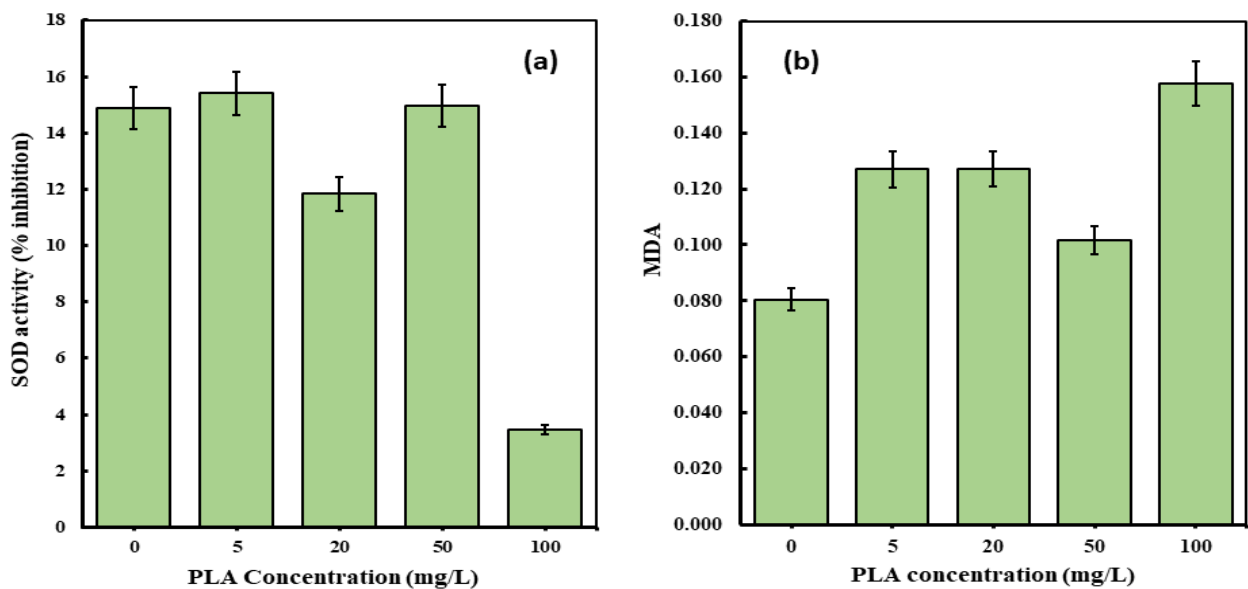 18
16
14
12
10
8
6
4
2
0
SOD activity (% inhibition)
(a)
0 5 20 50 100
PLA Concentration (mg/L)
0.180
0.160
0.140
0.120
0.100
0.080
0.060
0.040
0.020
0.000
MDA
(b)
0 5 20 50 100
PLA concentration (mg/L)